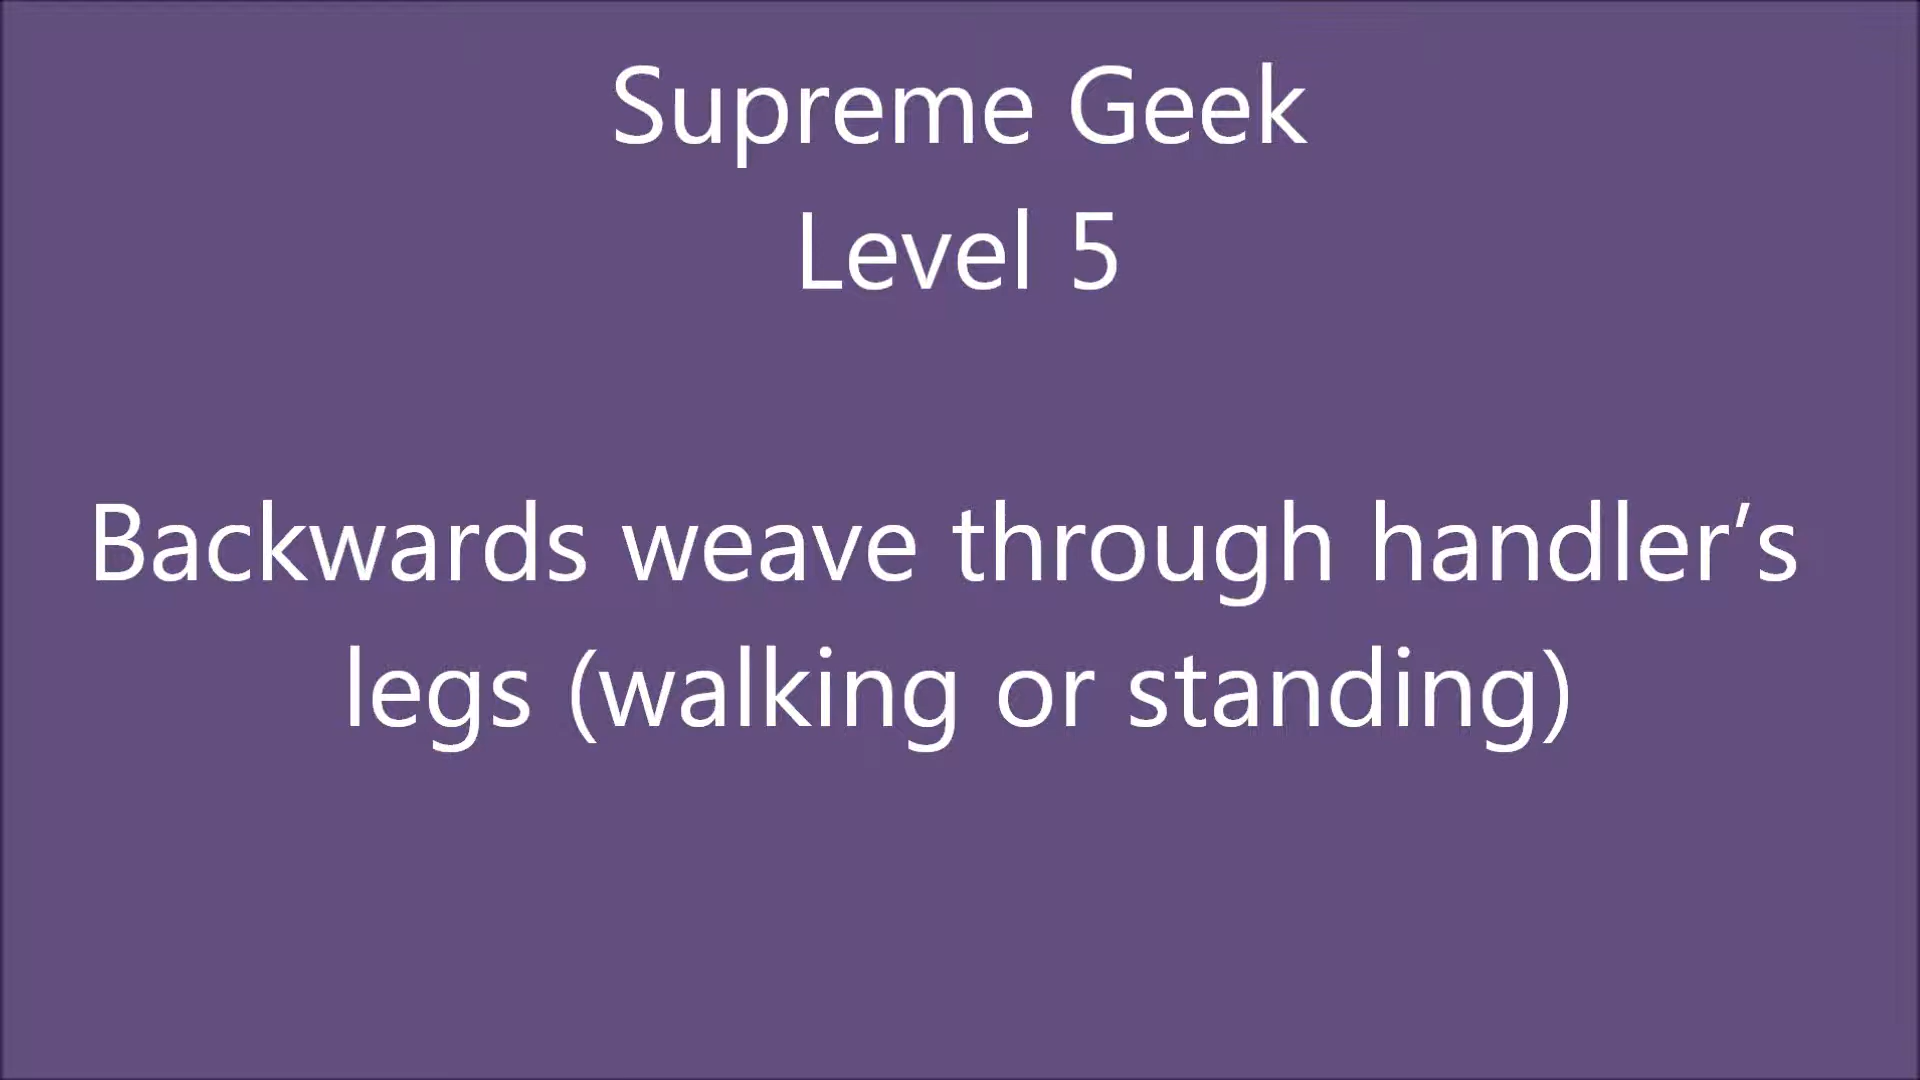 Supreme Geek
Level 5
Backwards weave through handler’s
legs (walking or standing)